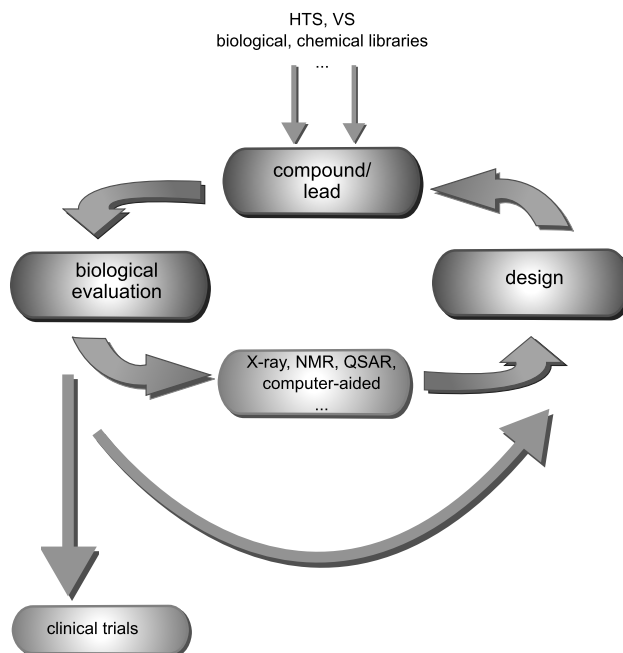 HTS, VS
biological, chemical libraries
...
compound/
lead
biological
evaluation
design
X-ray, NMR, QSAR,
computer-aided
...
clinical trials